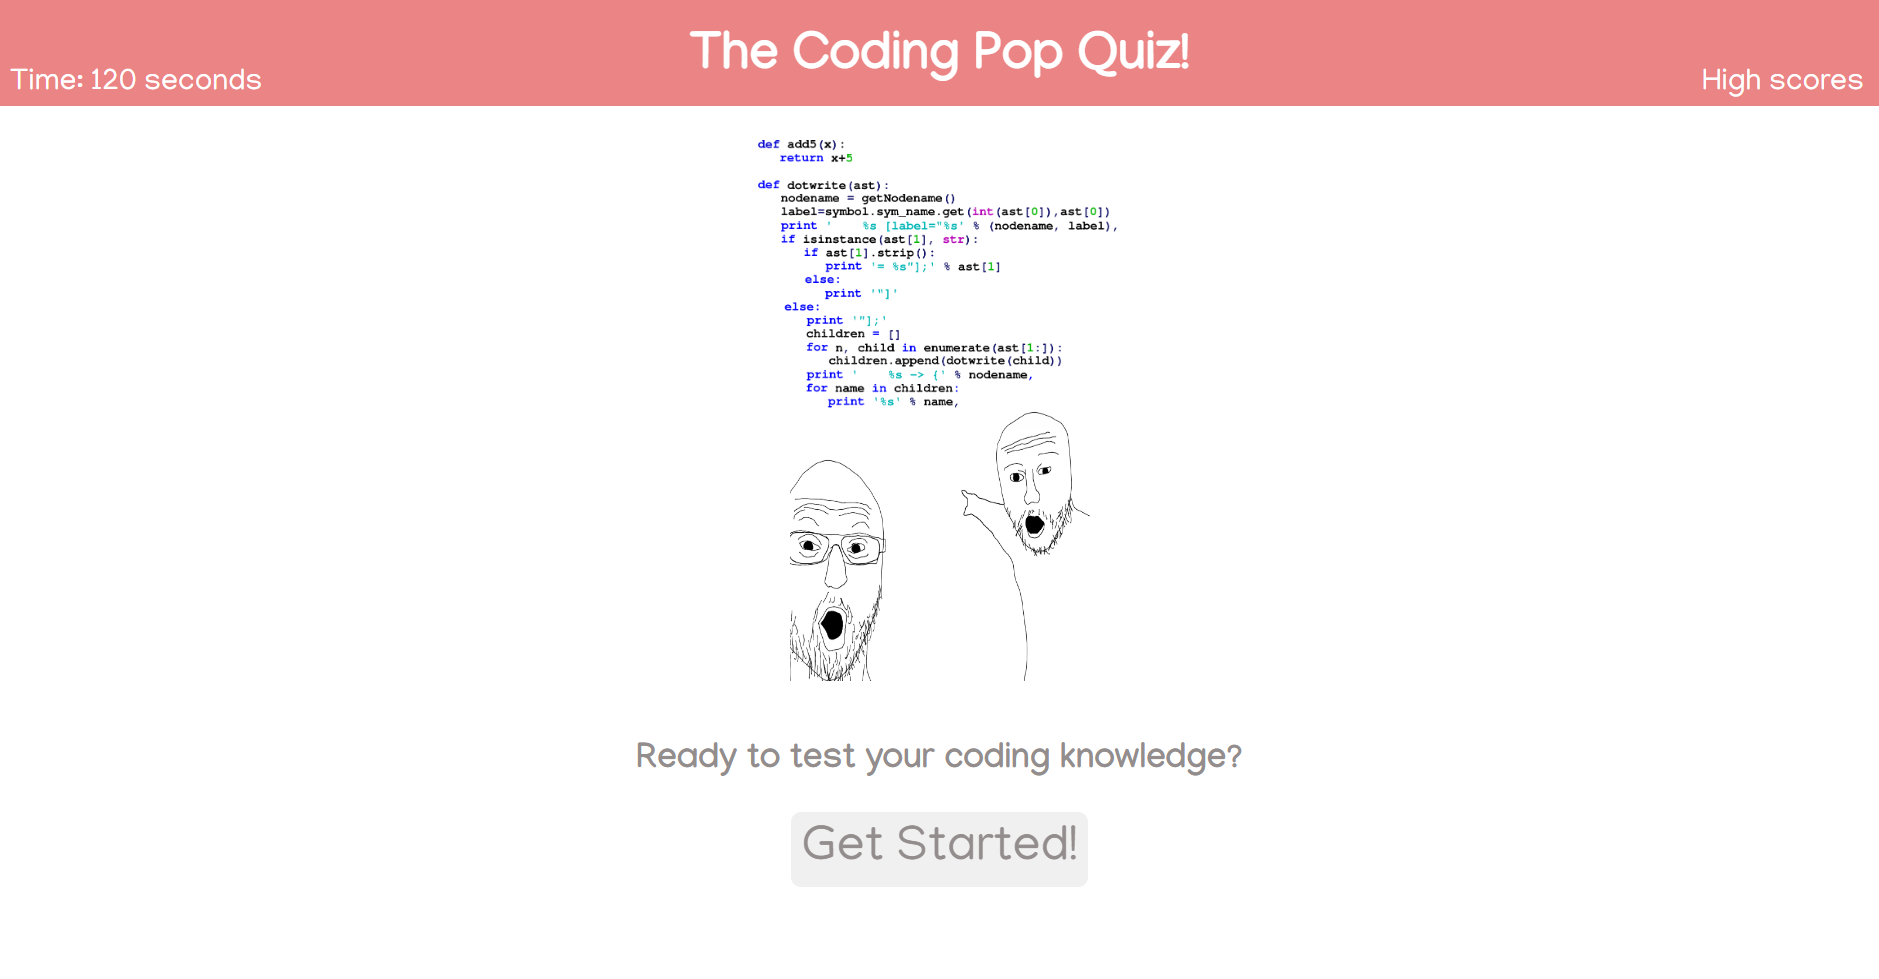 The Coding Pop Quiz!
Time: 120 seconds
High scores
def add5(x):
   return x+5

def dotwrite(ast):
   nodename = getNodename()
   label=symbol.sym_name.get(int(ast[0]),ast[0])
   print '    %s [label="%s' % (nodename, label),
   if isinstance(ast[1], str):
      if ast[1].strip():
         print '= %s"];' % ast[1]
      else:
         print '"]'
   else:
      print '"];'
      children = []
      for n, child in enumerate(ast[1:]):
         children.append(dotwrite(child))
      print '    %s -> {' % nodename,
      for name in children:
         print '%s' % name,
Ready to test your coding knowledge?
Get Started!